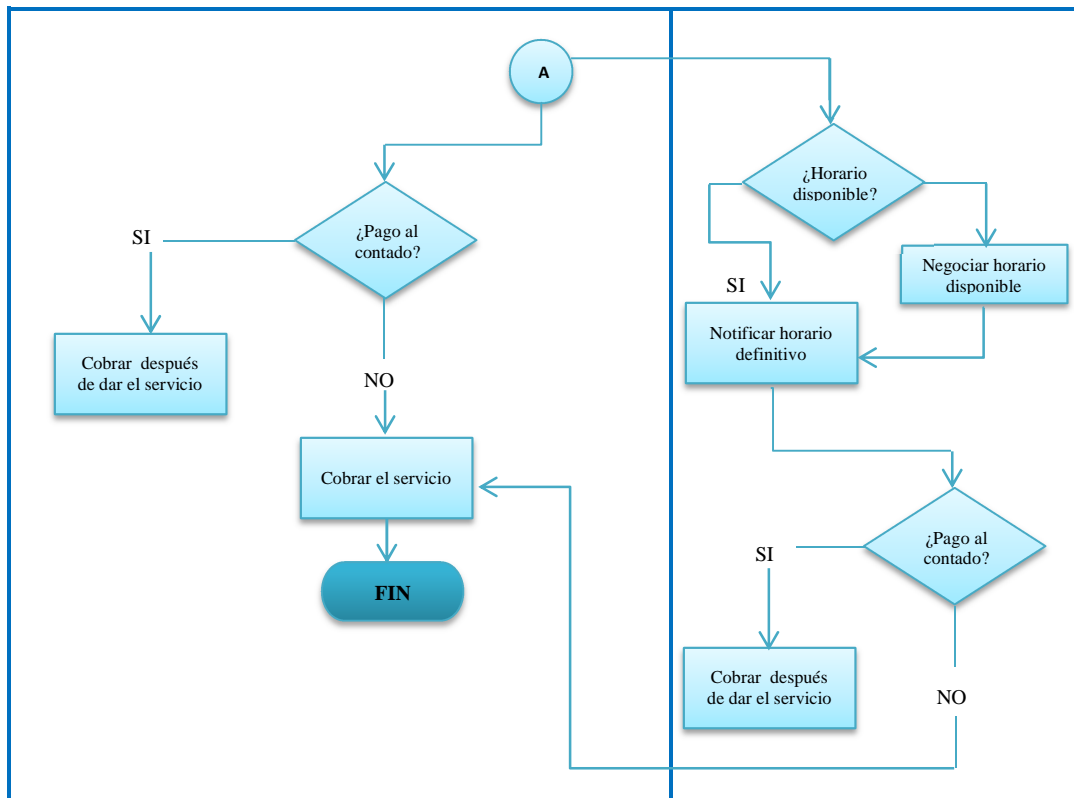 A
¿Horario
disponible?
SI
¿Pago al
contado?
Negociar horario
disponible
SI
Notificar horario
definitivo
Cobrar después
de dar el servicio
NO
Cobrar el servicio
¿Pago al
contado?
SI
FIN
Cobrar después
de dar el servicio
NO